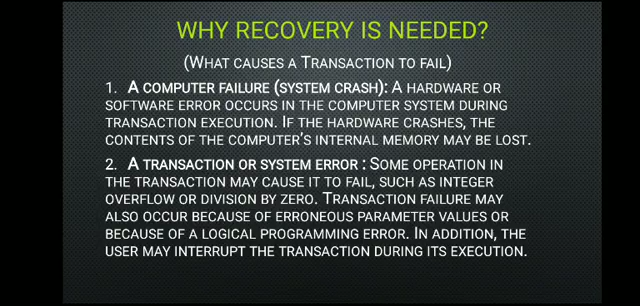 WHY RECOVERY IS NEEDED?
(WHAT CAUSES A TRANSACTION TO FAIL)
1. A COMPUTER FAILURE (SYSTEM CRASH): A HARDWARE OR
SOFTWARE ERROR OCCURS IN THE COMPUTER SYSTEM DURING
TRANSACTION EXECUTION. IF THE HARDWARE CRASHES, THE
CONTENTS OF THE COMPUTER'S INTERNAL MEMORY MAY BE LOST.
2. A TRANSACTION OR SYSTEM ERROR : SOME OPERATION IN
THE TRANSACTION MAY CAUSE IT TO FAIL, SUCH AS INTEGER
OVERFLOW OR DIVISION BY ZERO. TRANSACTION FAILURE MAY
ALSO OCCUR BECAUSE OF ERRONEOUS PARAMETER VALUES OR
BECAUSE OF A LOGICAL PROGRAMMING ERROR. IN ADDITION, THE
USER MAY INTERRUPT THE TRANSACTION DURING ITS EXECUTION.